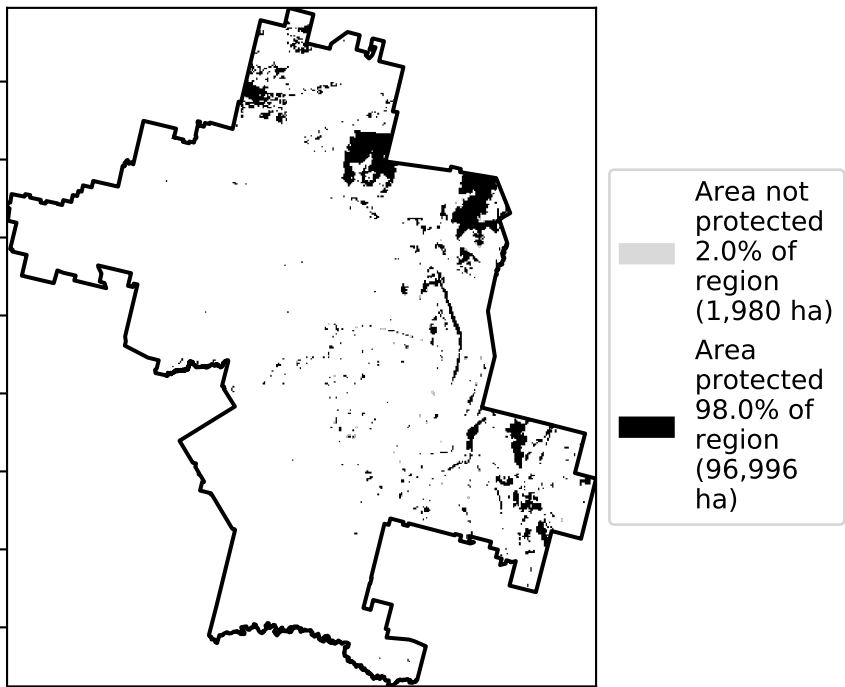 Area not
protected
2.0% of
region
(1,980 ha)
Area
protected
98.0% of
region
(96,996
ha)